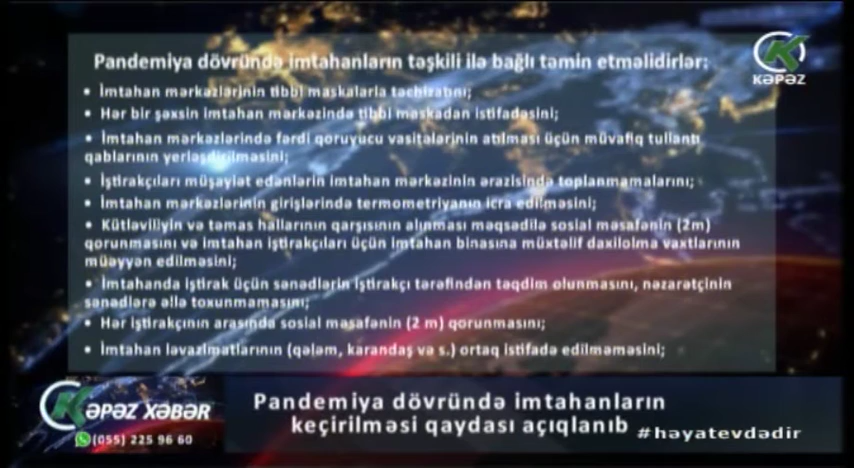 Pandemiya dövründə imtahanların təşkili ilə bağlı təmin etməlidirlər:
KƏPƏZ
• İmtahan mərkəzlərinin tibbi maskalarla təchizatını;
• Hər bir şəxsin imtahan mərkəzində tibbi maskadan istifadəsini;
• İmtahan mərkəzlərində fərdi qoruyucu vasitələrinin atılması üçün müvafiq tullantı
qablarının yerləşdirilməsini;
• İştirakçıları müşayiət edənlərin imtahan mərkəzinin ərazisində toplanmamalarını;
• İmtahan mərkəzlərinin girişlərində termometriyanın icra edilməsini;
• Kütləviliyin və təmas hallarının qarşısının alınması məqsədilə sosial məsafənin (2m)
qorunmasını və imtahan iştirakçıları üçün imtahan binasına müxtəlif daxilolma vaxtlarının
müəyyən edilməsini;
• İmtahanda iştirak üçün sənədlərin iştirakçı tərəfindən təqdim olunmasını, nəzarətçinin
sənədlərə əllə toxunmamasını;
• Hər iştirakçının arasında sosial məsafənin (2 m) qorunmasını;
• İmtahan ləvazimatlarının (qələm, karandaş və s.) ortaq istifadə edilməməsini;
KƏPƏZ XƏBƏR
(055) 225 96 60
Pandemiya dövründə imtahanların
keçirilməsi qaydası açıqlanıb
#həyatevdədir